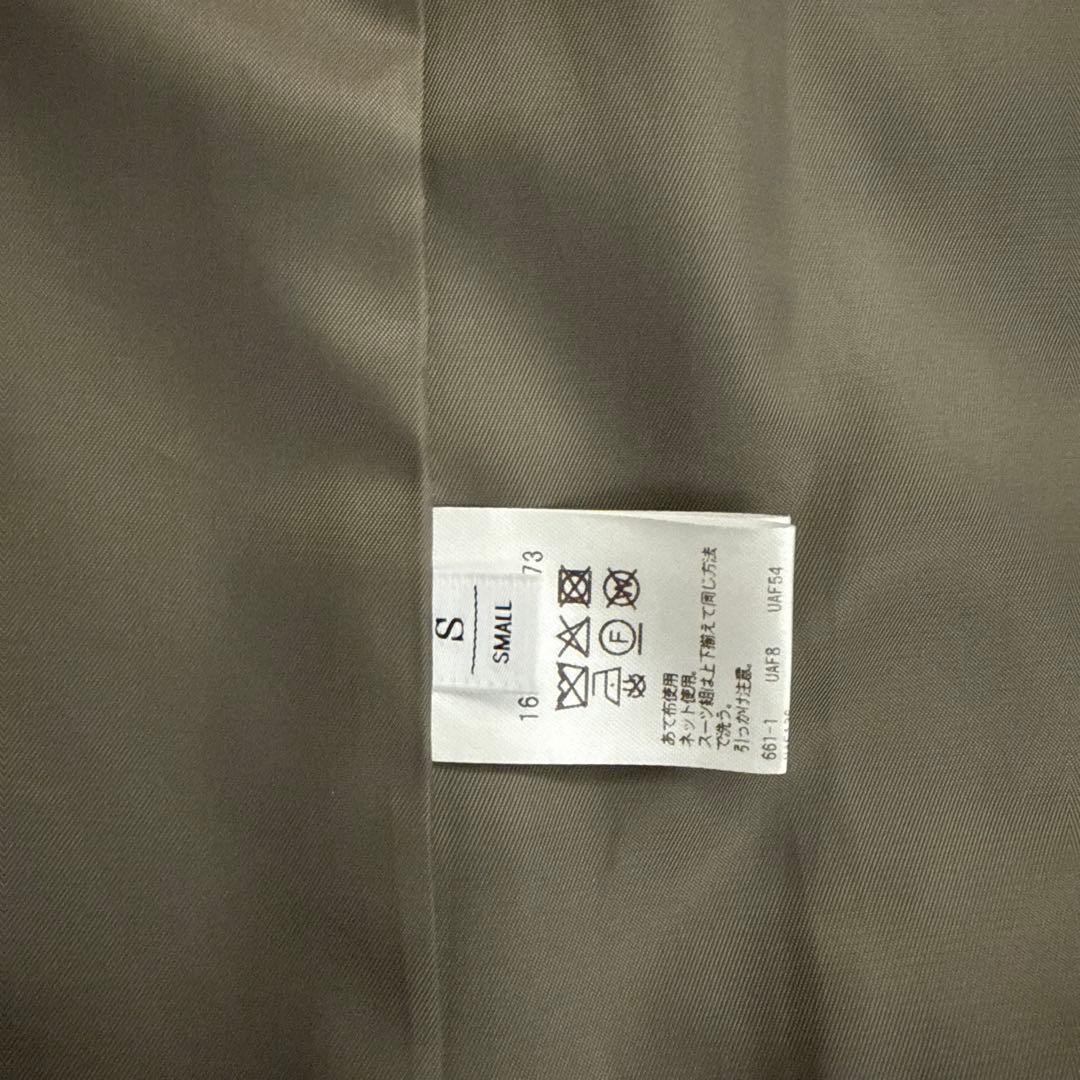 S
SMALL
16
73
F
W
あて布使用
ネット使用。
スーツ組は上下揃えて同じ方法
で洗う。
引っかけ注意。
661-1 UAF8 UAF54